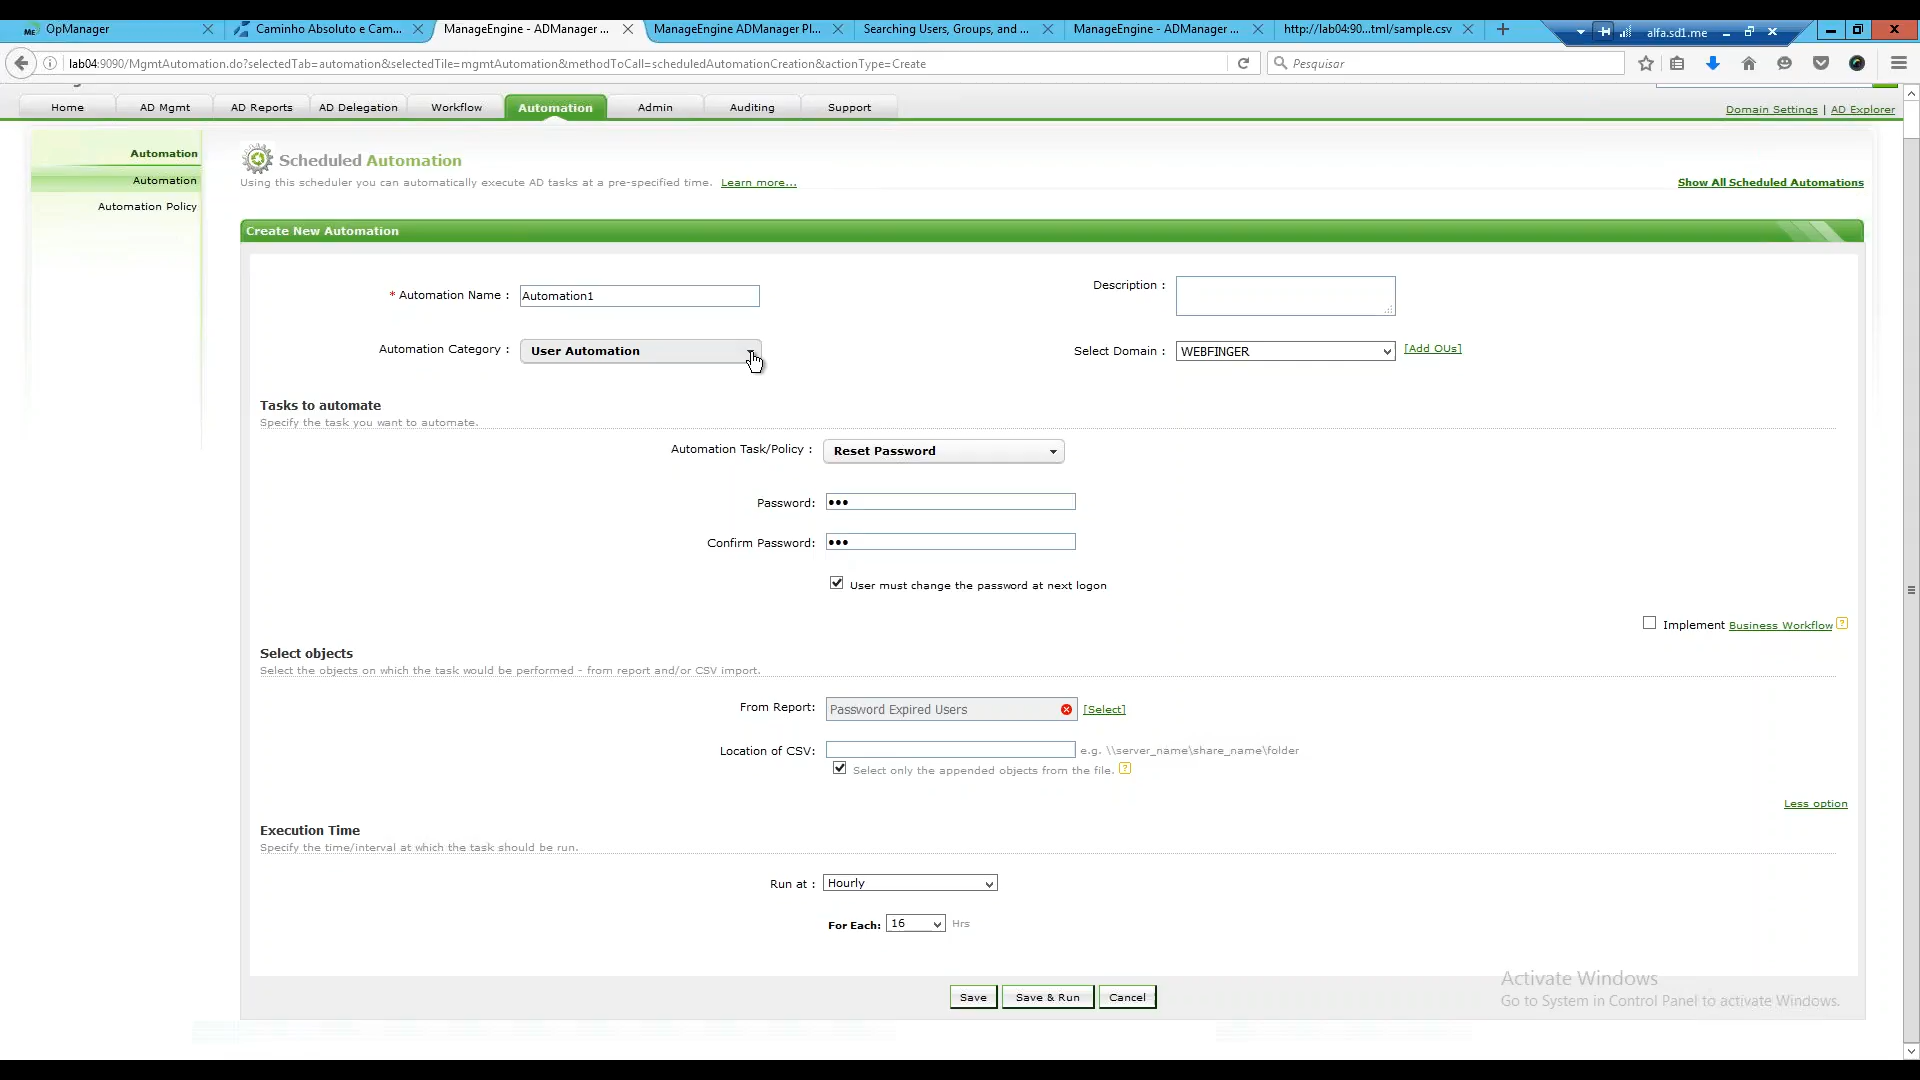 OpManager
Caminho Absoluto e Cam...
ManageEngine - ADManager ...
ManageEngine ADManager Pl...
Searching Users, Groups, and ...
ManageEngine - ADManager ...
http://lab04:90...tml/sample.csv
alfa.sd1.me
lab04:9090/MgmtAutomation.do?selectedTab=automation&selectedTile=mgmtAutomation&methodToCall=scheduledAutomationCreation&actionType=Create
Pesquisar
Home AD Mgmt AD Reports AD Delegation Workflow Automation Admin Auditing Support
Domain Settings | AD Explorer
Automation
Automation
Automation Policy
Scheduled Automation
Using this scheduler you can automatically execute AD tasks at a pre-specified time. Learn more...
Show All Scheduled Automations
Create New Automation
* Automation Name : Automation1
Description :
Automation Category : User Automation
Select Domain : WEBFINGER [Add OUs]
Tasks to automate
Specify the task you want to automate.
Automation Task/Policy : Reset Password
Password: •••
Confirm Password: •••
User must change the password at next logon
Implement Business Workflow ?
Select objects
Select the objects on which the task would be performed - from report and/or CSV import.
From Report: Password Expired Users [Select]
Location of CSV: e.g. \\server_name\share_name\folder
Select only the appended objects from the file. ?
Less option
Execution Time
Specify the time/interval at which the task should be run.
Run at : Hourly
For Each: 16 Hrs
Save Save & Run Cancel
Activate Windows
Go to System in Control Panel to activate Windows.